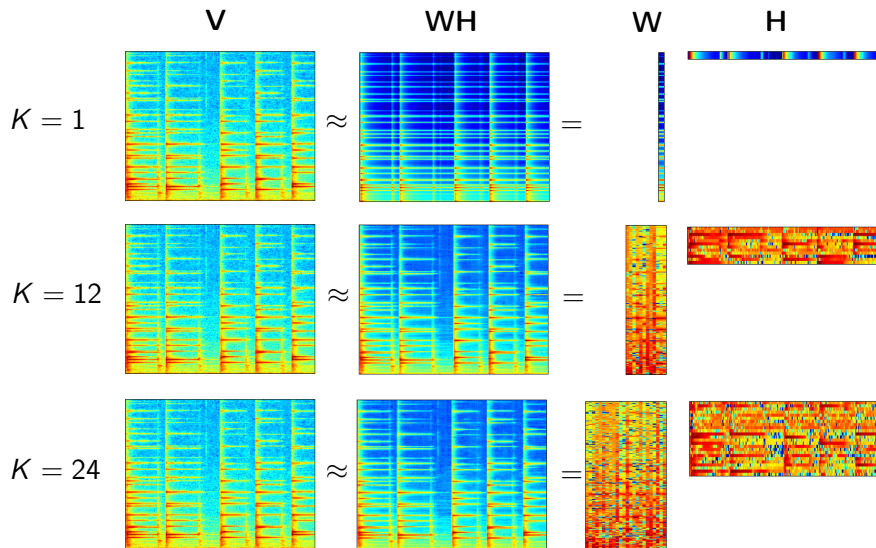 V WH W H
K = 1 ≈ =
K = 12 ≈ =
K = 24 ≈ =